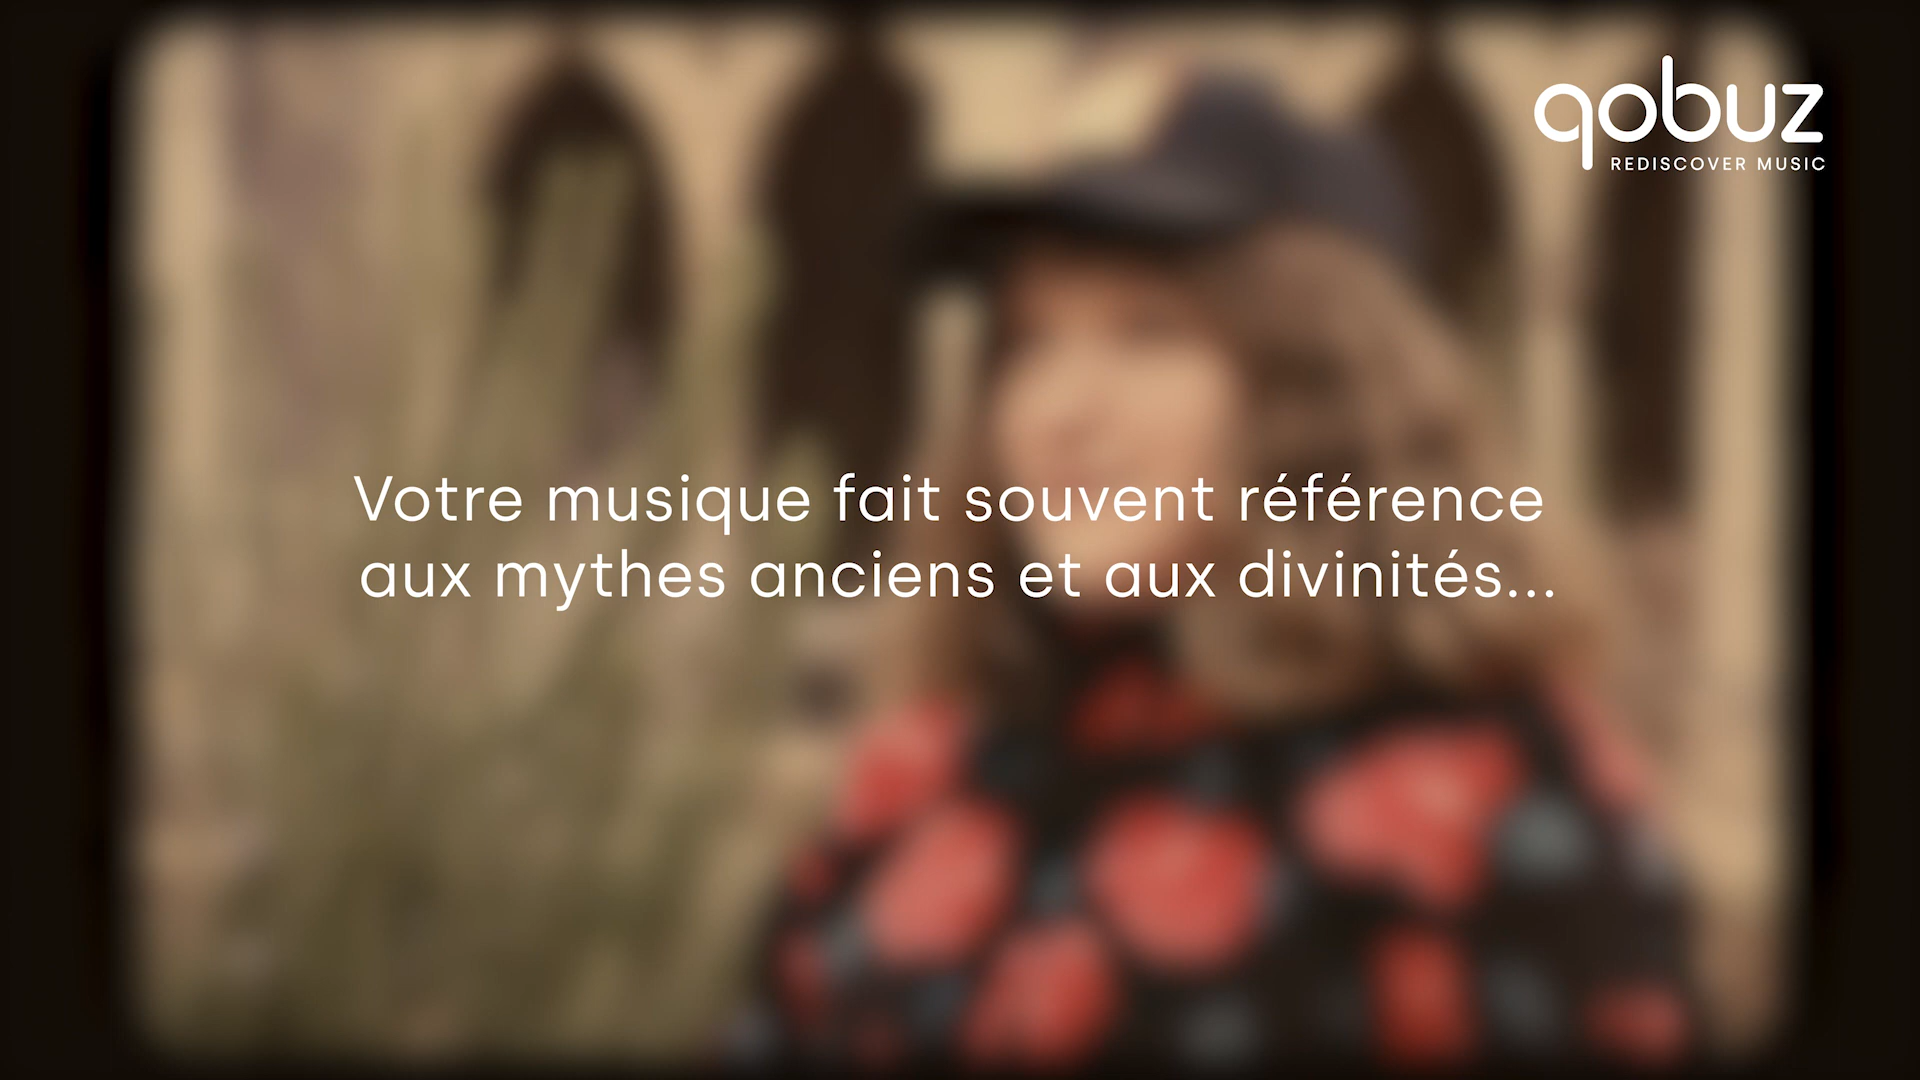 qobuz
REDISCOVER MUSIC
Votre musique fait souvent référence
aux mythes anciens et aux divinités...